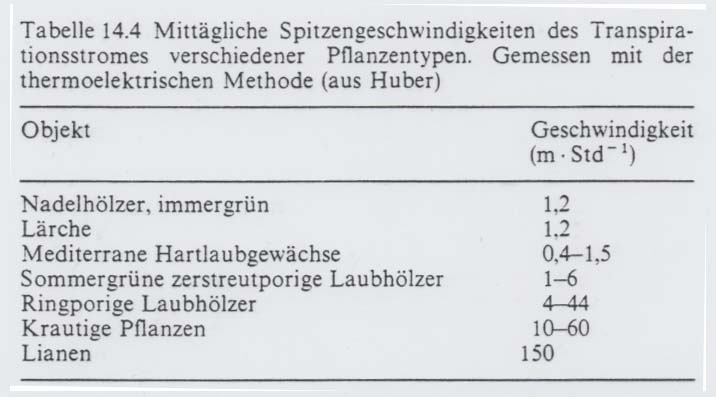 Tabelle 14.4 Mittägliche Spitzengeschwindigkeiten des Transpira-
tionsstromes verschiedener Pflanzentypen. Gemessen mit der
thermoelektrischen Methode (aus Huber)
Objekt Geschwindigkeit
(m · Std⁻¹)
Nadelhölzer, immergrün 1,2
Lärche 1,2
Mediterrane Hartlaubgewächse 0,4–1,5
Sommergrüne zerstreutporige Laubhölzer 1–6
Ringporige Laubhölzer 4–44
Krautige Pflanzen 10–60
Lianen 150